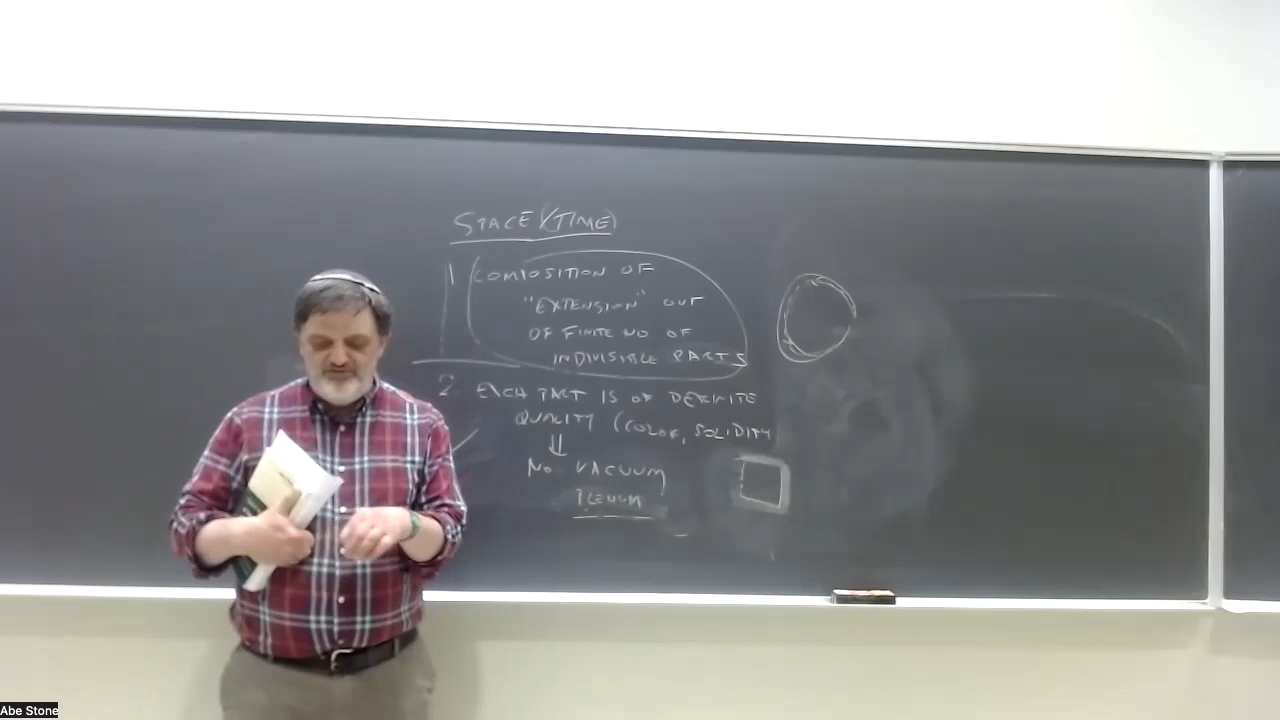 SPACE (TIME)
1 COMPOSITION OF
"EXTENSION" OUT
OF FINITE NO OF
INDIVISIBLE PARTS
2. EACH PART IS OF DEFINITE
QUALITY (COLOR, SOLIDITY
⇓
NO VACUUM
PLENUM
Abe Stone